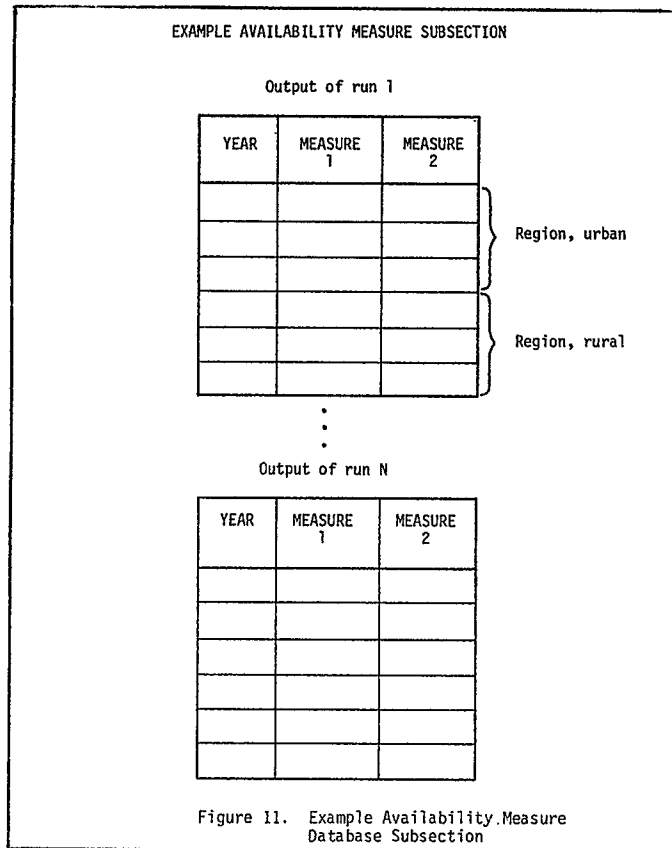 EXAMPLE AVAILABILITY MEASURE SUBSECTION
Output of run 1
YEAR MEASURE 1 MEASURE 2
Region, urban
Region, rural
Output of run N
YEAR MEASURE 1 MEASURE 2
Figure 11. Example Availability.Measure
Database Subsection